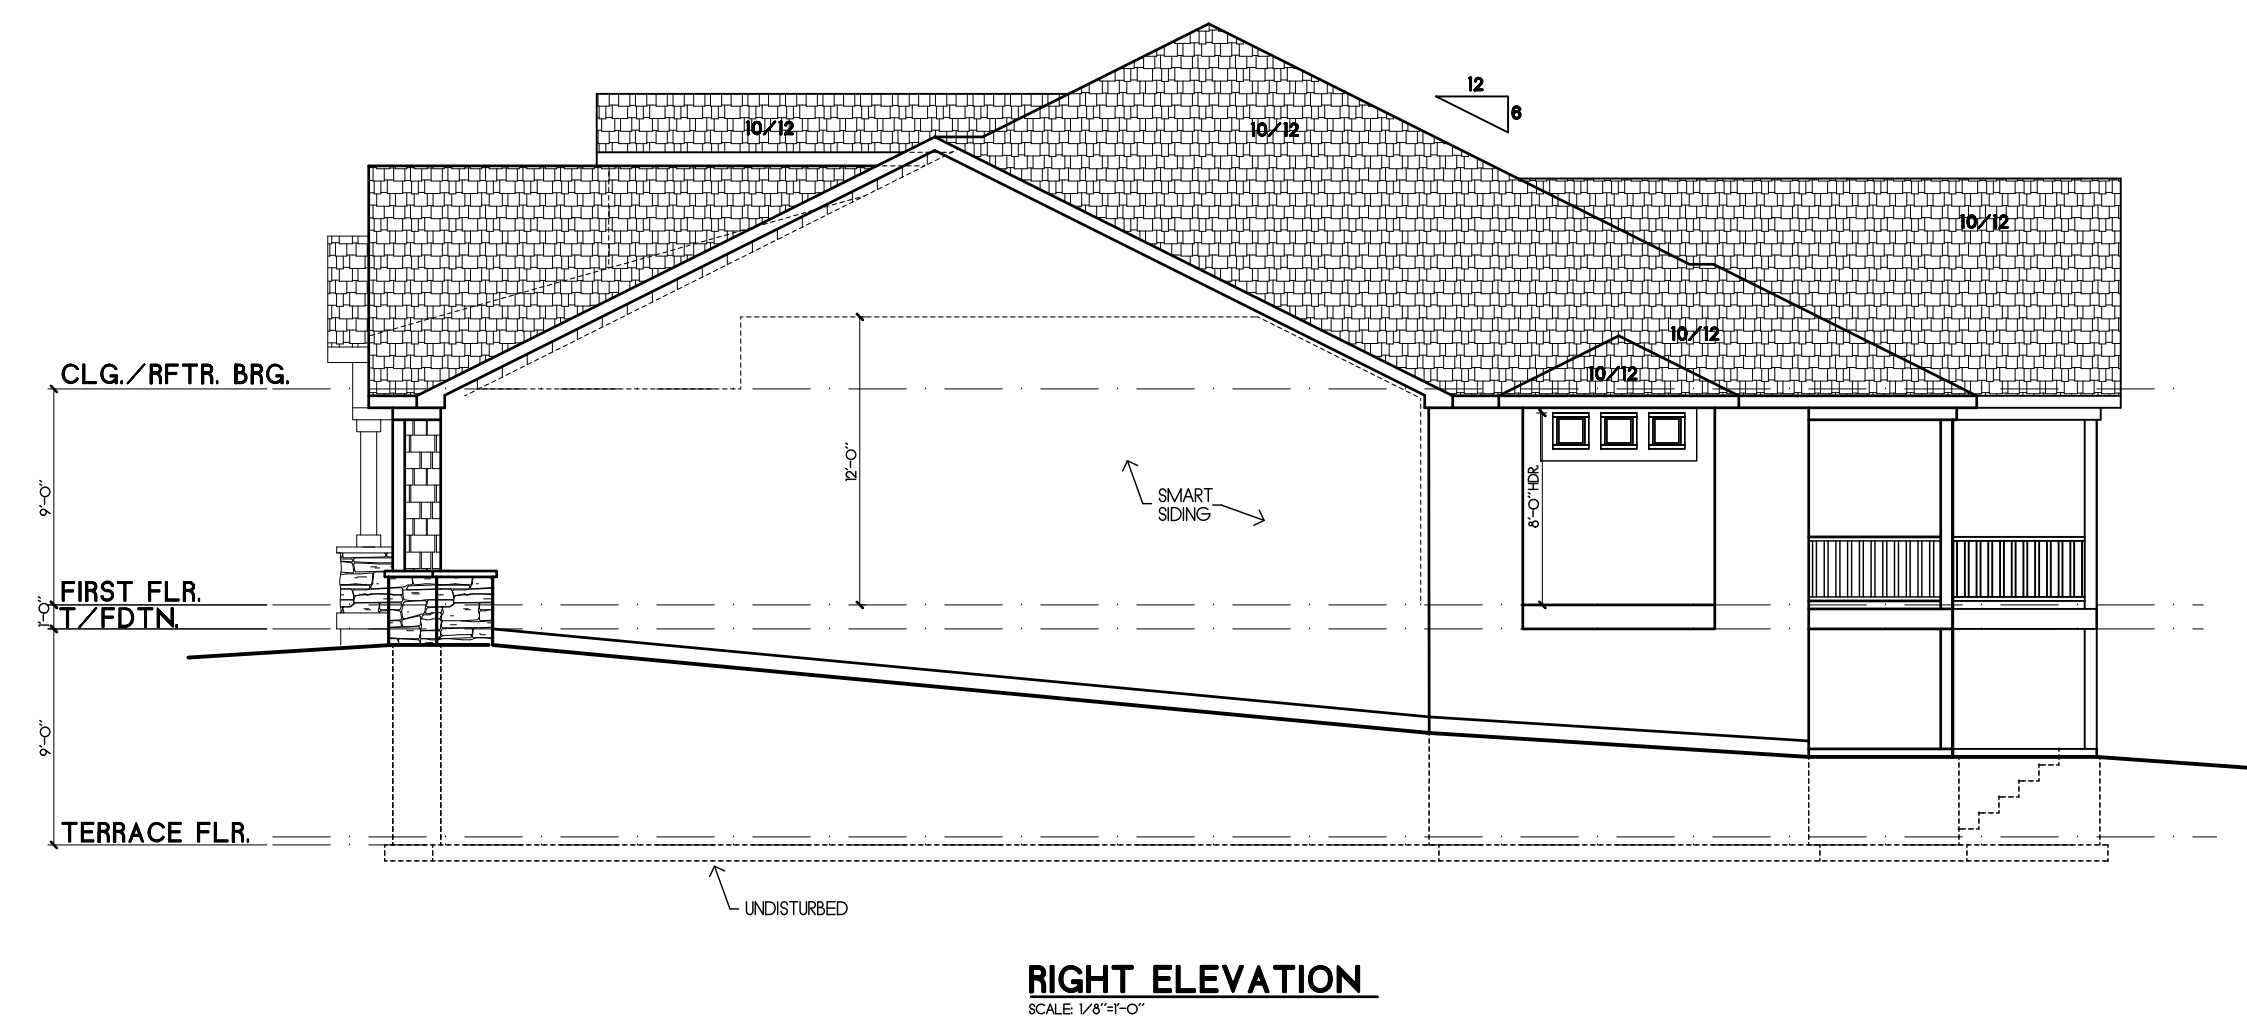 12
6
10/12
10/12
10/12
10/12
10/12
CLG./RFTR. BRG.
9'-0"
12'-0"
8'-0" HDR.
SMART
SIDING
FIRST FLR.
1'-0"
T/FDTN.
9'-0"
TERRACE FLR.
UNDISTURBED
RIGHT ELEVATION
SCALE: 1/8"=1'-0"